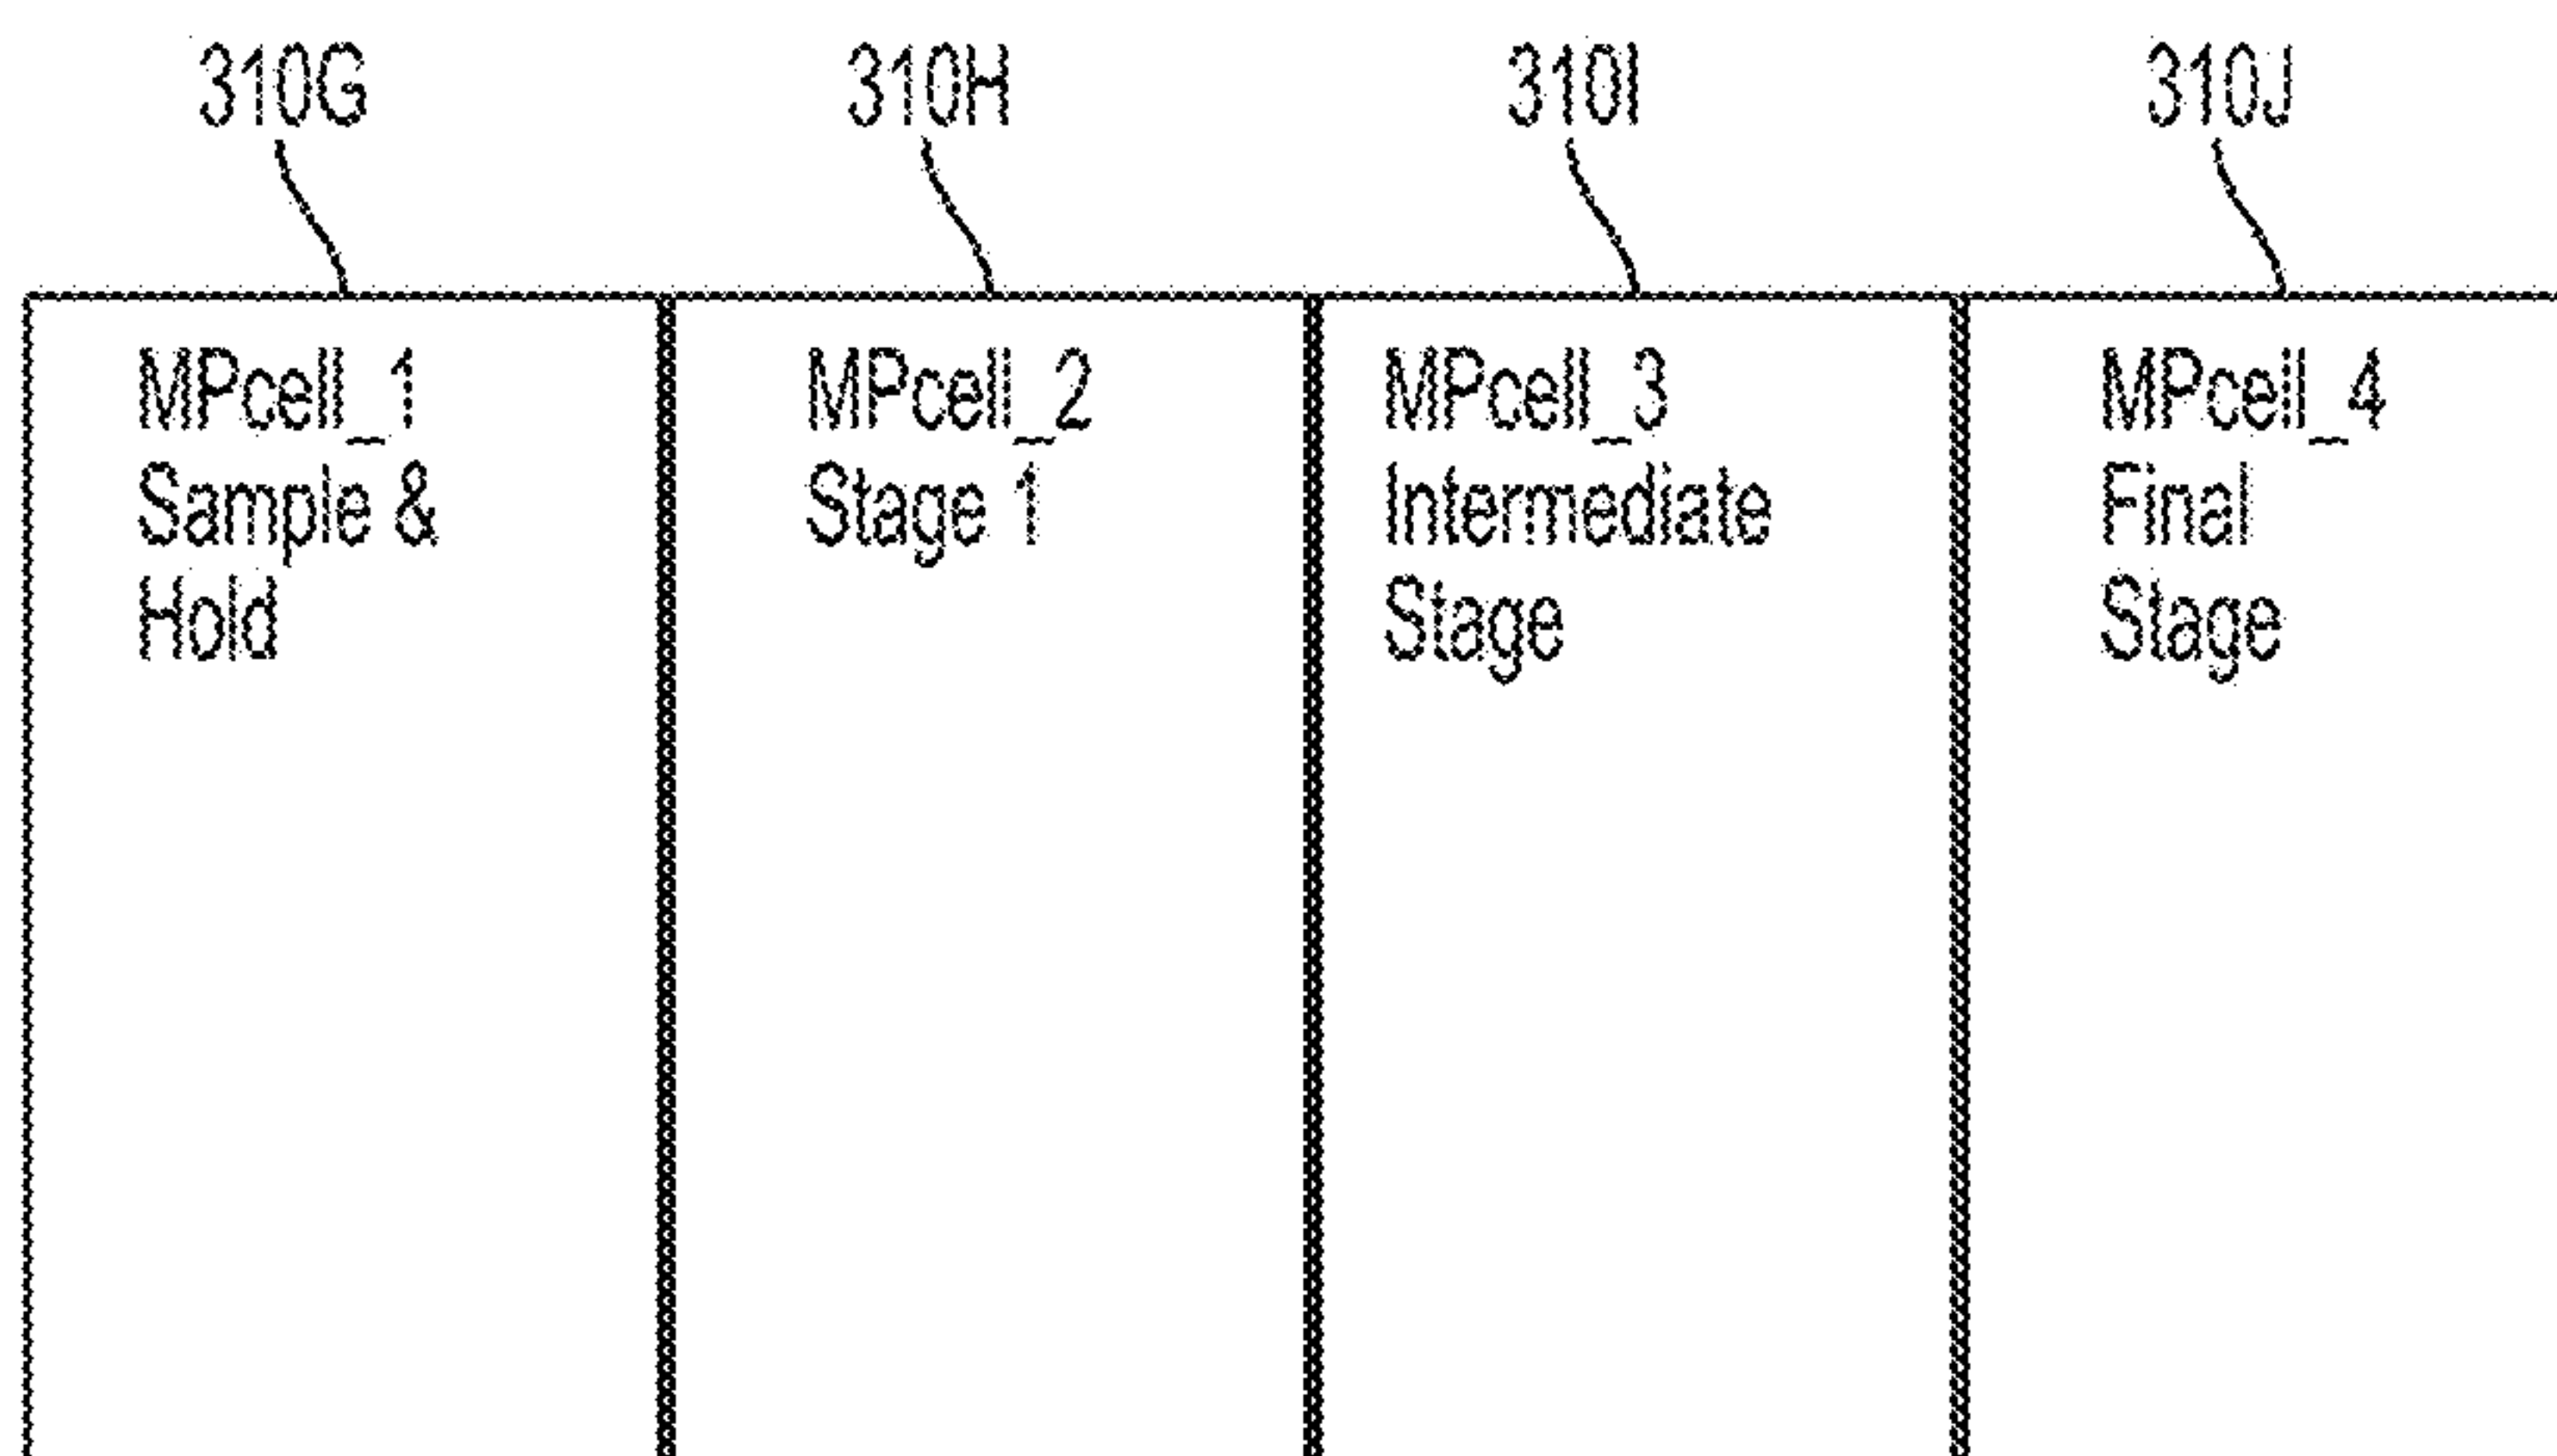 310G 310H 310I 310J
MPcell_1
Sample &
Hold
MPcell_2
Stage 1
MPcell_3
Intermediate
Stage
MPcell_4
Final
Stage